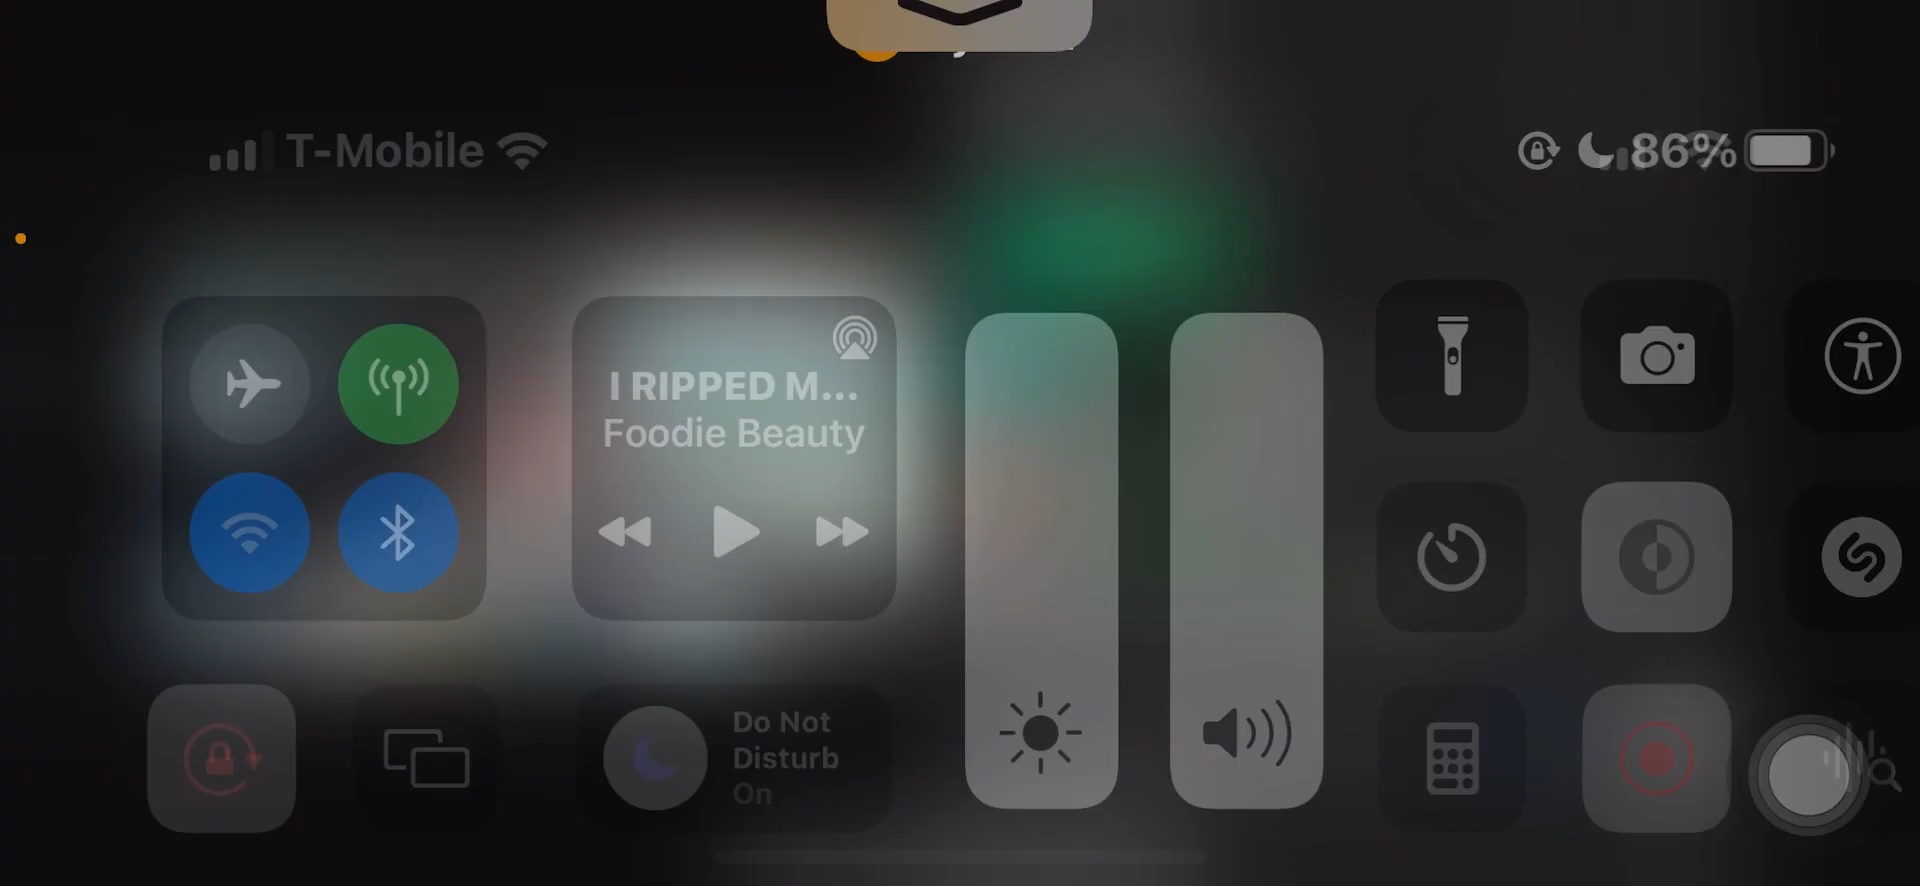 T-Mobile
86%
I RIPPED M...
Foodie Beauty
Do Not
Disturb
On